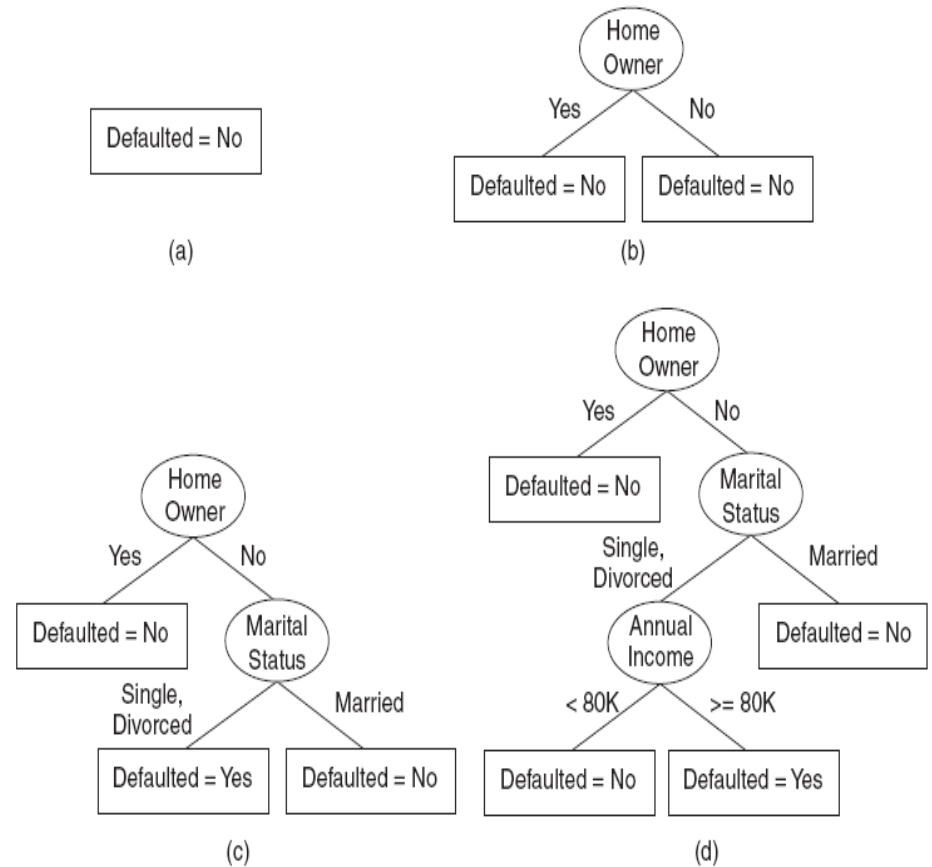 Defaulted = No
(a)
Home
Owner
Yes
No
Defaulted = No
Defaulted = No
(b)
Home
Owner
Yes
No
Defaulted = No
Marital
Status
Single,
Divorced
Married
Defaulted = Yes
Defaulted = No
(c)
Home
Owner
Yes
No
Defaulted = No
Marital
Status
Single,
Divorced
Married
Annual
Income
Defaulted = No
< 80K
>= 80K
Defaulted = No
Defaulted = Yes
(d)